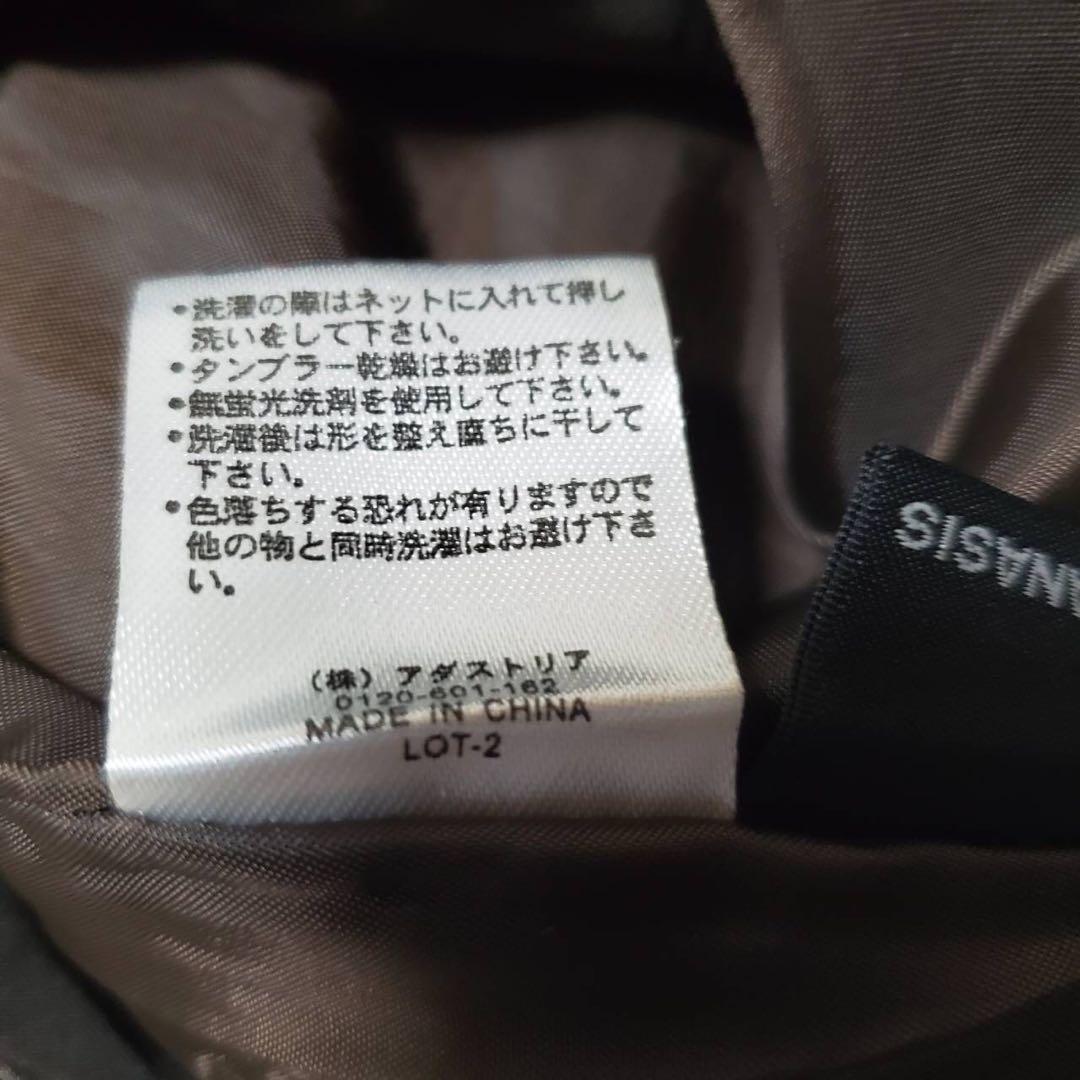 •洗濯の際はネットに入れて押し
洗いをして下さい。
•タンブラー乾燥はお避け下さい。
•無蛍光洗剤を使用して下さい。
•洗濯後は形を整え直ちに干して
下さい。
•色落ちする恐れが有りますので
他の物と同時洗濯はお避け下さ
い。
(株) アダストリア
0120-601-162
MADE IN CHINA
LOT-2
NASIS